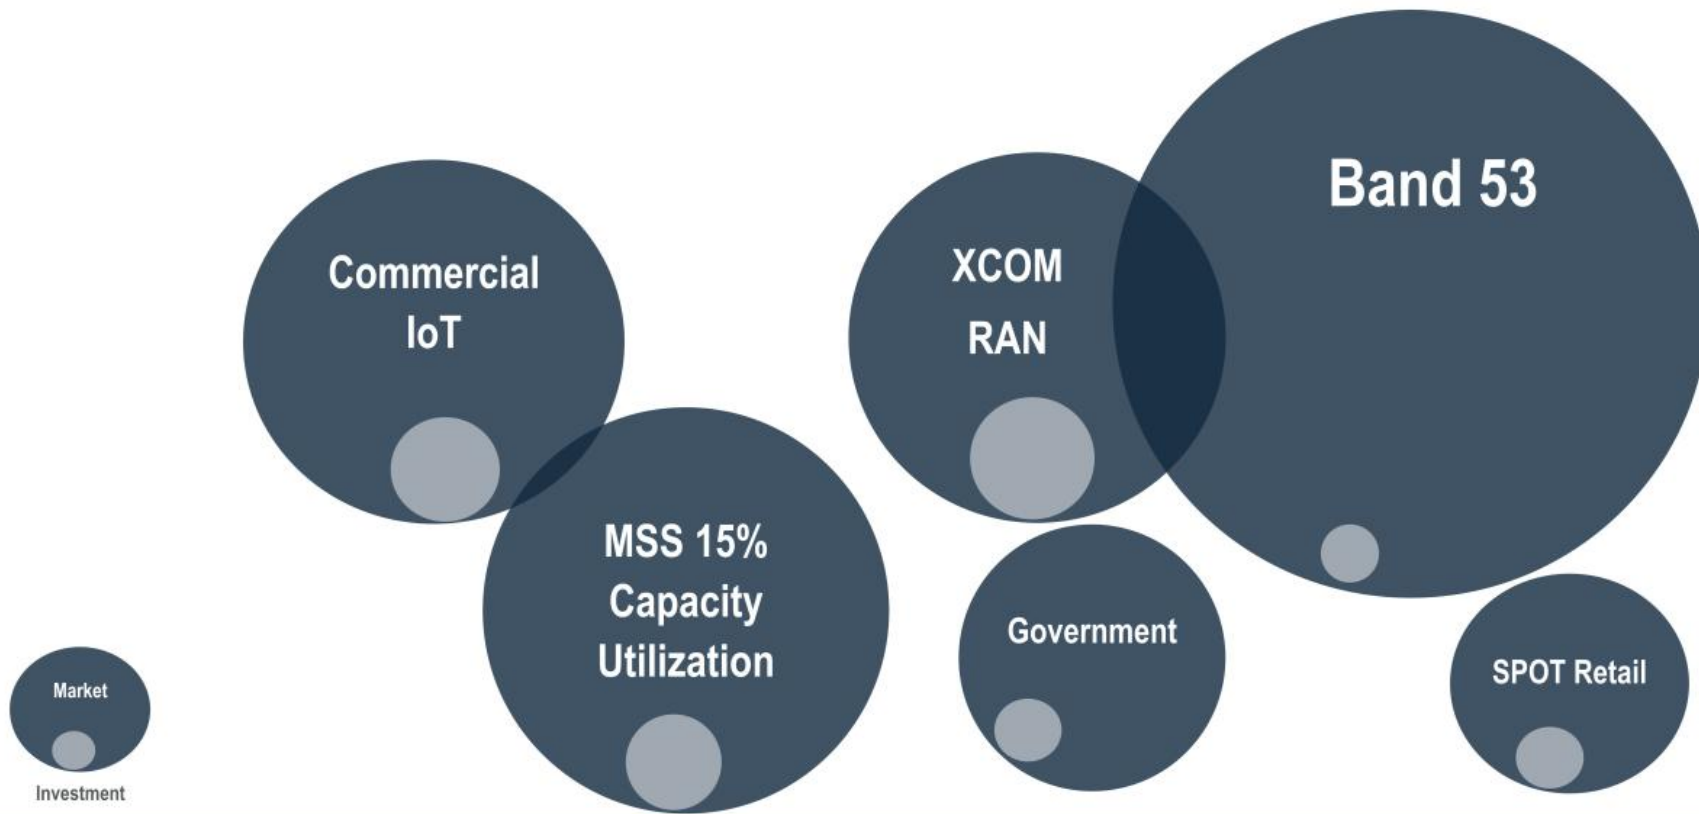 Commercial
IoT
MSS 15%
Capacity
Utilization
XCOM
RAN
Band 53
Government
SPOT Retail
Market
Investment